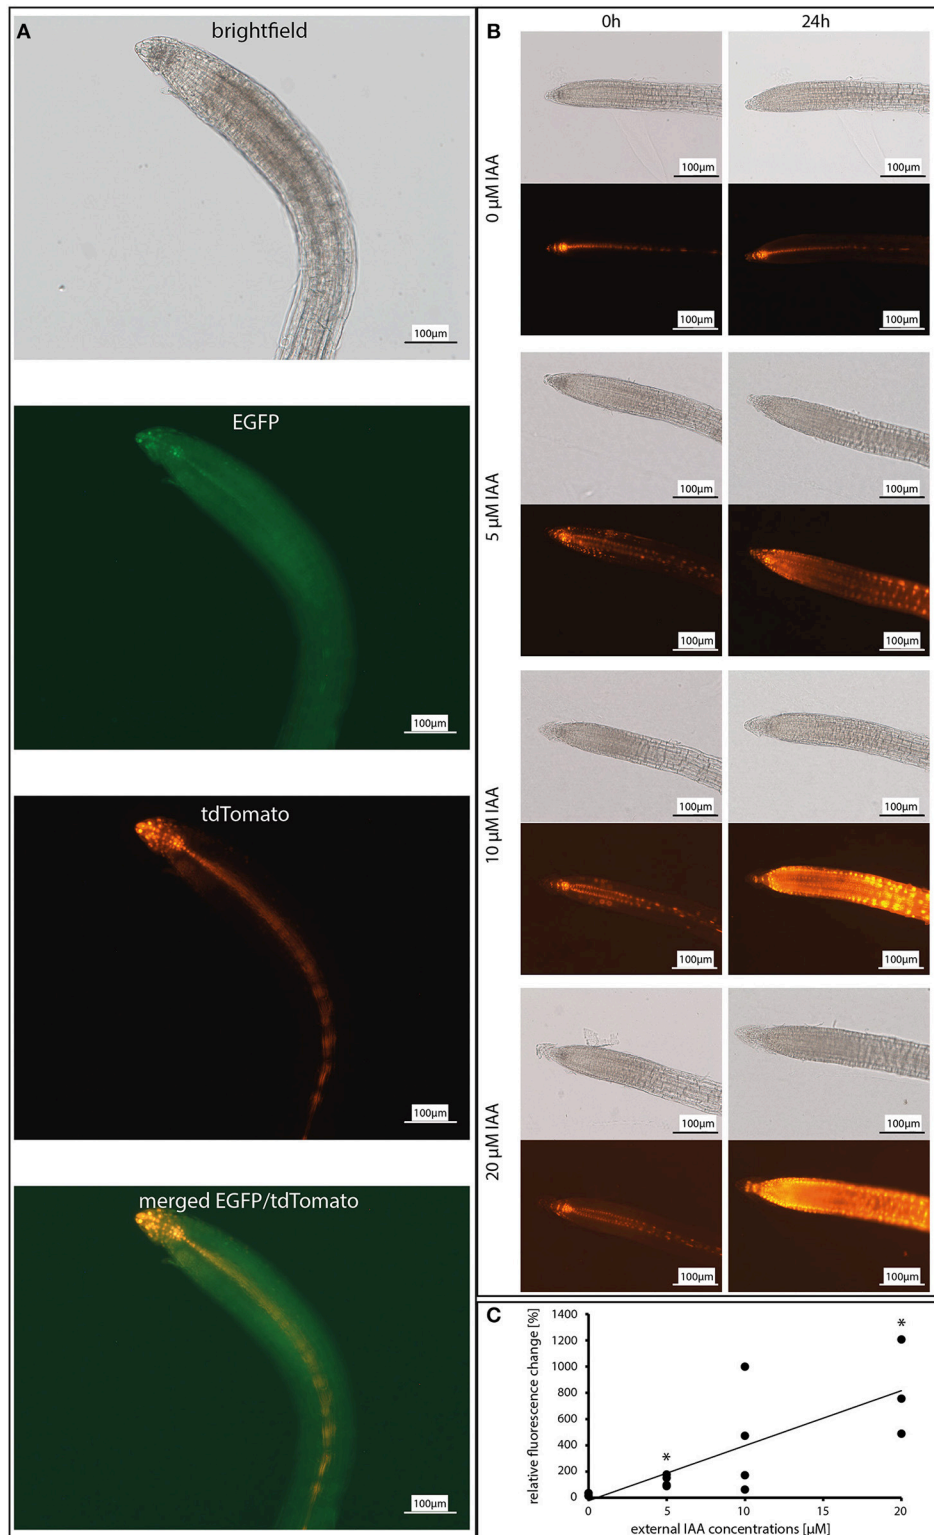 A
brightfield
100µm
EGFP
100µm
tdTomato
100µm
merged EGFP/tdTomato
100µm
B
0h
24h
0 µM IAA
100µm
100µm
100µm
100µm
5 µM IAA
100µm
100µm
100µm
100µm
10 µM IAA
100µm
100µm
100µm
100µm
20 µM IAA
100µm
100µm
100µm
100µm
C
relative fluorescence change [%]
1400
1200
1000
800
600
400
200
0
*
*
0
5
10
15
20
external IAA concentrations [µM]